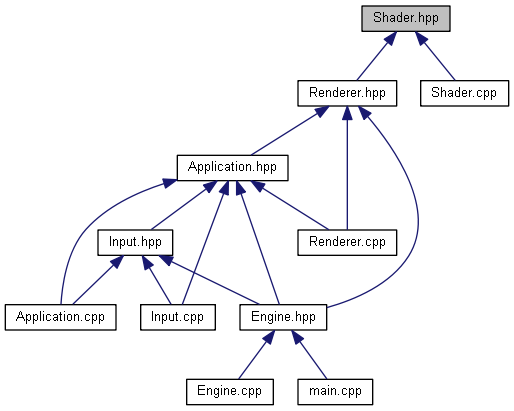 Shader.hpp
Renderer.hpp
Shader.cpp
Application.hpp
Input.hpp
Renderer.cpp
Application.cpp
Input.cpp
Engine.hpp
Engine.cpp
main.cpp